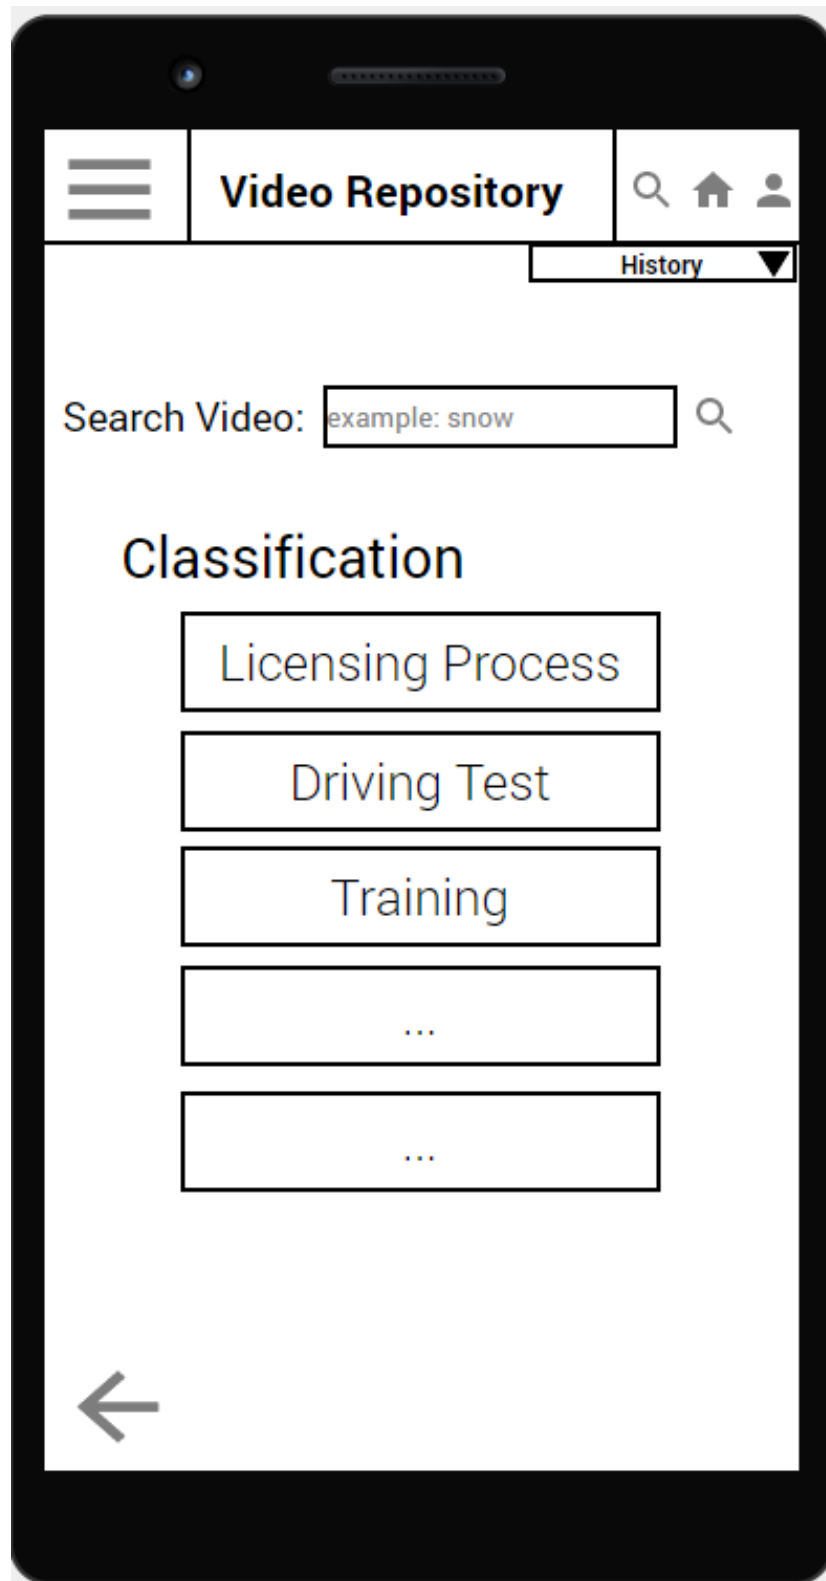 Video Repository
History
Search Video: example: snow
Classification
Licensing Process
Driving Test
Training
...
...